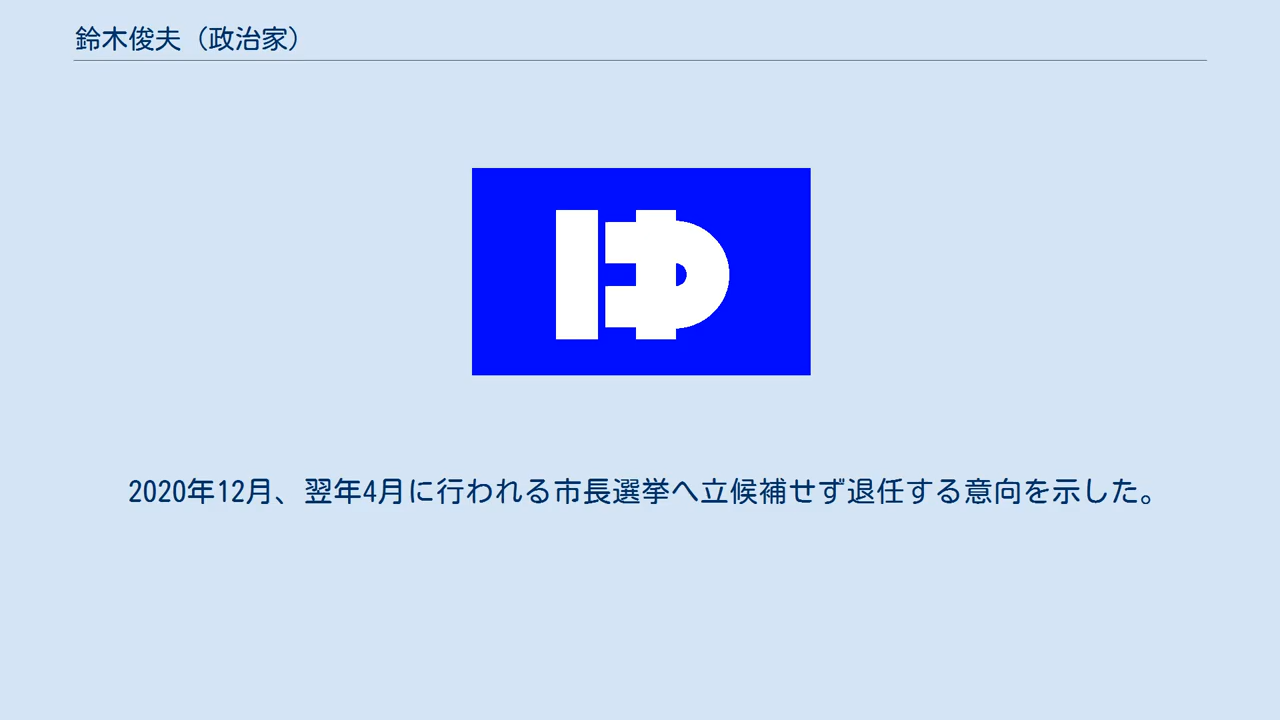 鈴木俊夫（政治家）
2020年12月、翌年4月に行われる市長選挙へ立候補せず退任する意向を示した。